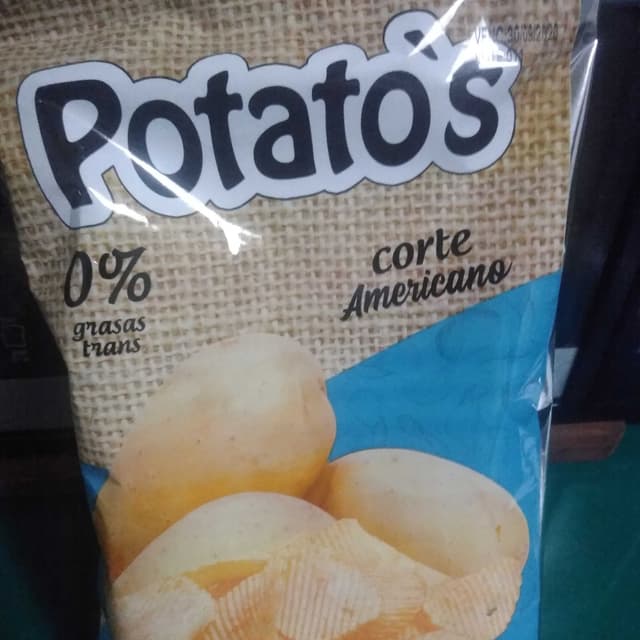 Potato's
0%
grasas
trans
corte
Americano